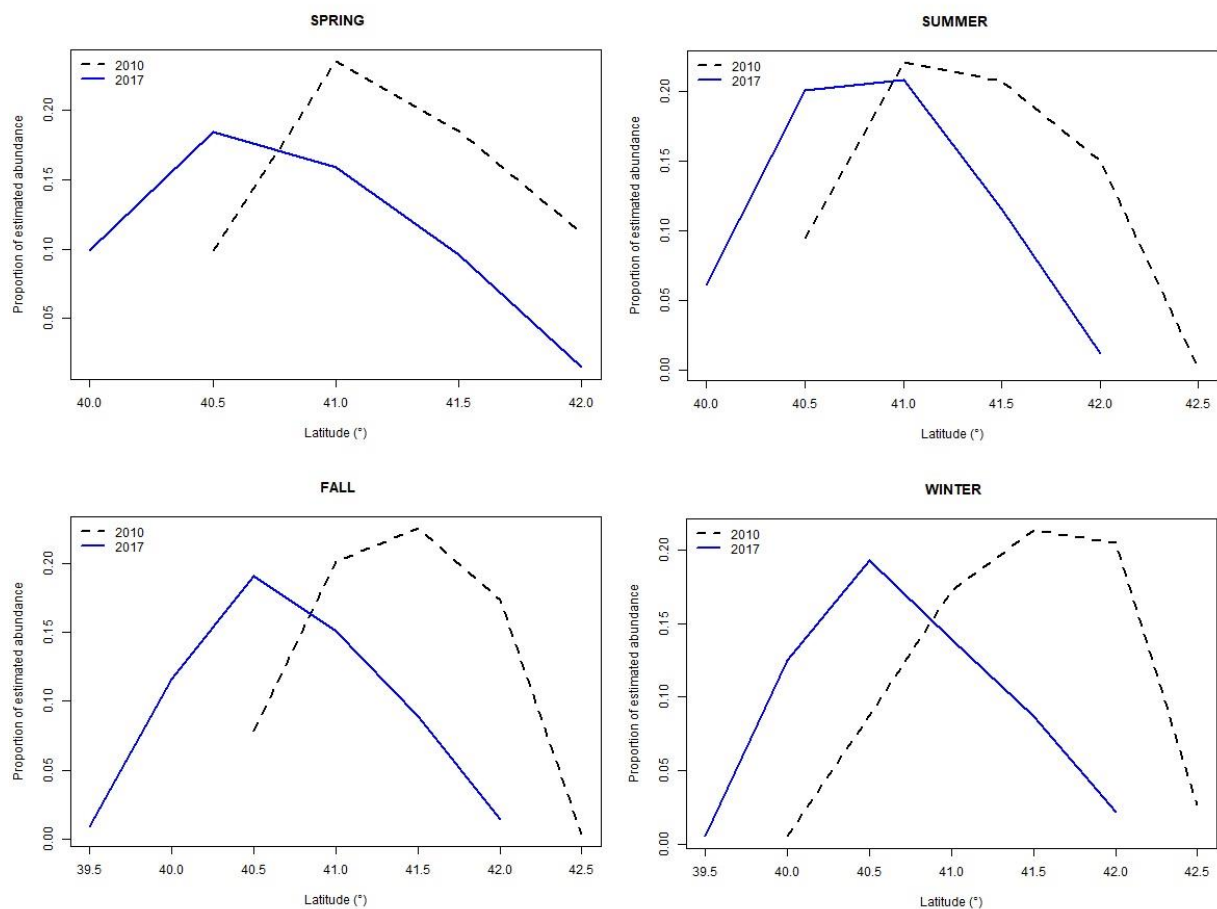 SPRING
2010
2017
Proportion of estimated abundance
0.05 0.10 0.15 0.20
40.0 40.5 41.0 41.5 42.0
Latitude (°)
SUMMER
2010
2017
Proportion of estimated abundance
0.00 0.05 0.10 0.15 0.20
40.0 40.5 41.0 41.5 42.0 42.5
Latitude (°)
FALL
2010
2017
Proportion of estimated abundance
0.00 0.05 0.10 0.15 0.20
39.5 40.0 40.5 41.0 41.5 42.0 42.5
Latitude (°)
WINTER
2010
2017
Proportion of estimated abundance
0.00 0.05 0.10 0.15 0.20
39.5 40.0 40.5 41.0 41.5 42.0 42.5
Latitude (°)